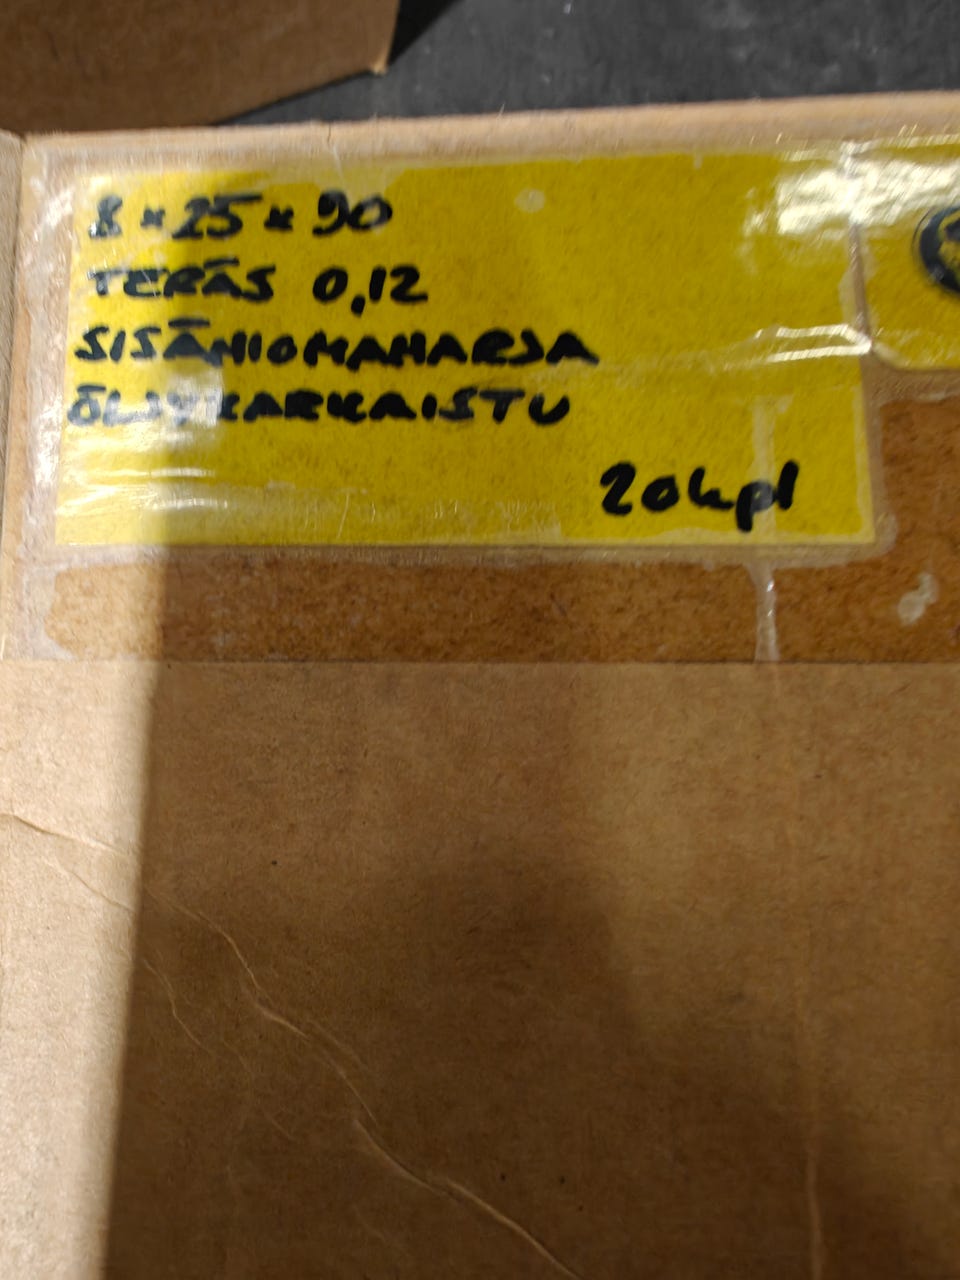 8×25×90
TERÄS 0,12
SISÄHIOMAHARJA
ÖLJYKARKAISTU
20kpl